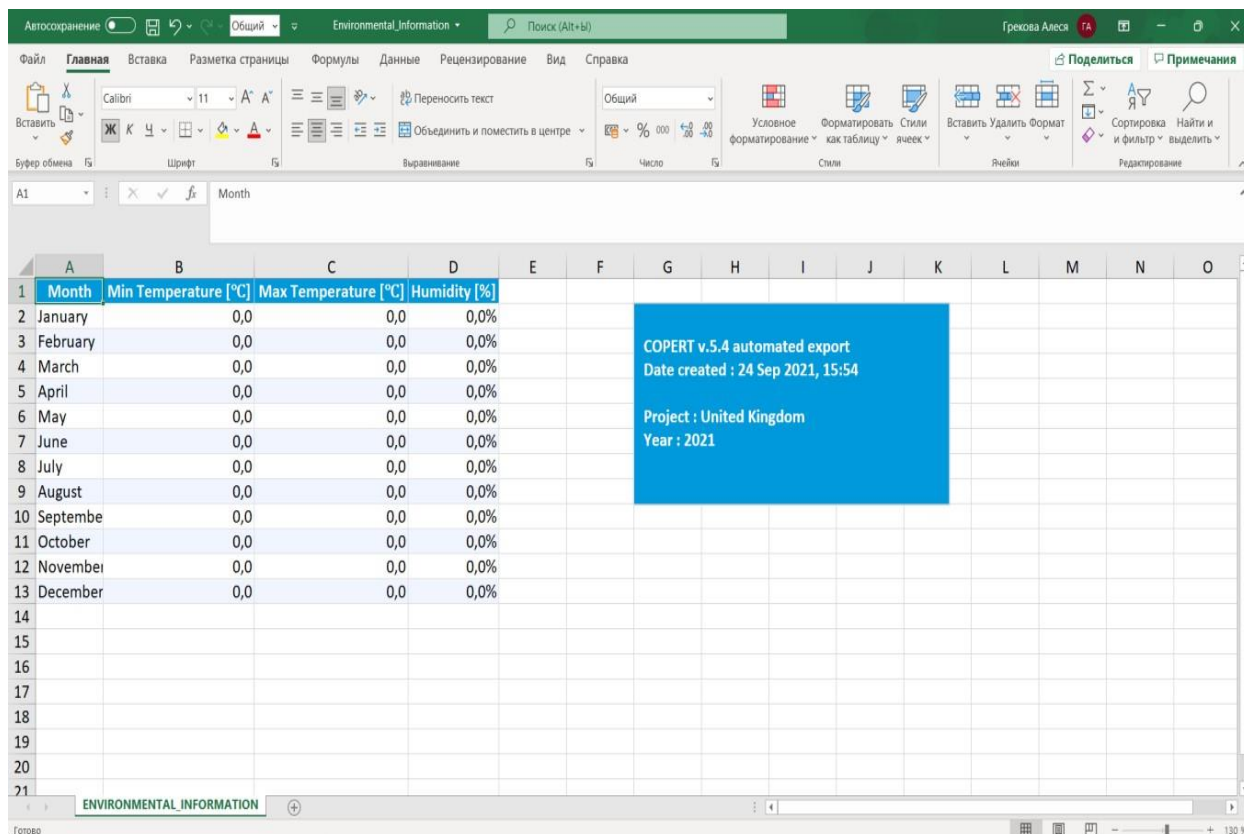 Автосохранение Общий Environmental_Information Поиск (Alt+Ы) Грекова Алеся ГА
Файл Главная Вставка Разметка страницы Формулы Данные Рецензирование Вид Справка Поделиться Примечания
Вставить Calibri 11 А^ А˅ Переносить текст Общий Условное форматирование Форматировать как таблицу Стили ячеек Вставить Удалить Формат Сортировка и фильтр Найти и выделить
Ж К Ч А Объединить и поместить в центре % 000
Буфер обмена Шрифт Выравнивание Число Стили Ячейки Редактирование
A1 fx Month
A B C D E F G H I J K L M N O
1 Month Min Temperature [°C] Max Temperature [°C] Humidity [%]
2 January 0,0 0,0 0,0%
3 February 0,0 0,0 0,0%
4 March 0,0 0,0 0,0%
5 April 0,0 0,0 0,0%
6 May 0,0 0,0 0,0%
7 June 0,0 0,0 0,0%
8 July 0,0 0,0 0,0%
9 August 0,0 0,0 0,0%
10 Septembe 0,0 0,0 0,0%
11 October 0,0 0,0 0,0%
12 November 0,0 0,0 0,0%
13 December 0,0 0,0 0,0%
COPERT v.5.4 automated export
Date created : 24 Sep 2021, 15:54
Project : United Kingdom
Year : 2021
14
15
16
17
18
19
20
21
ENVIRONMENTAL_INFORMATION
Готово 130 %